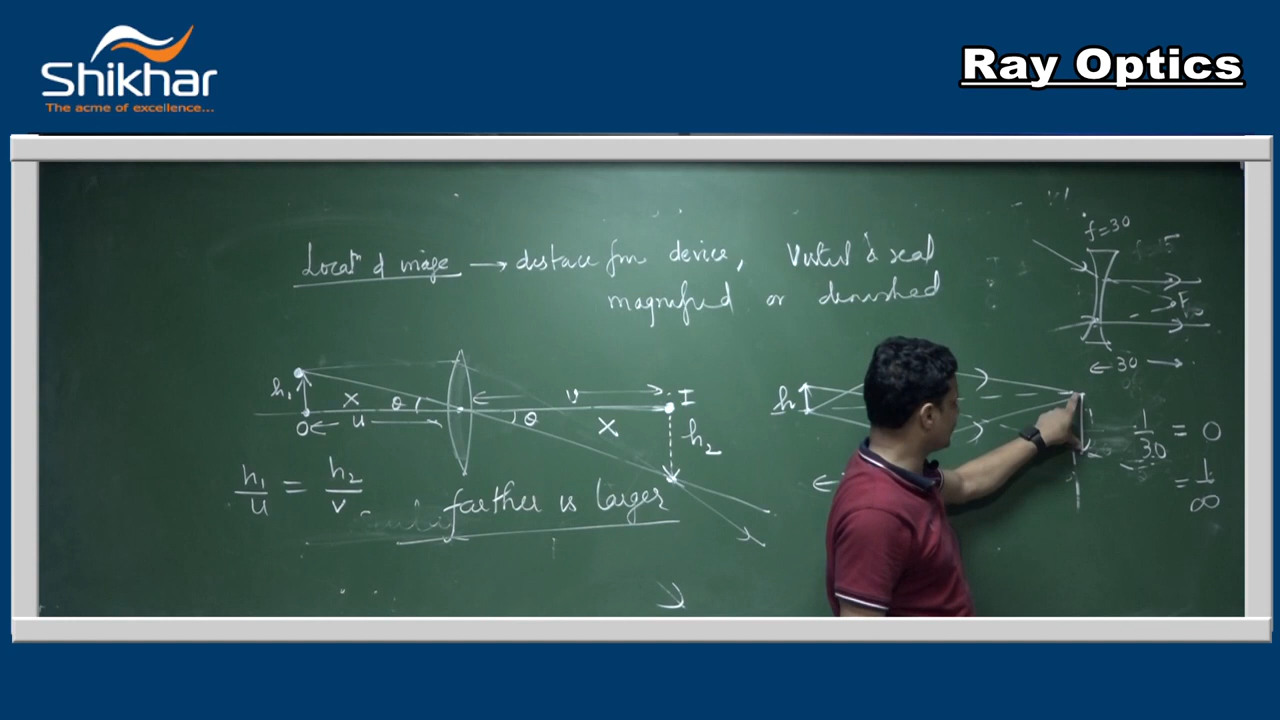 Shikhar
The acme of excellence...
Ray Optics
Locatⁿ of image → distance from device, Virtual & real
magnified or diminished
f=30
F
← 30 →
h₁
x
θ
O
← u →
← v →
I
θ
x
h₂
h₁/u = h₂/v
farther is larger
h
1/30 = 0
= 1/∞